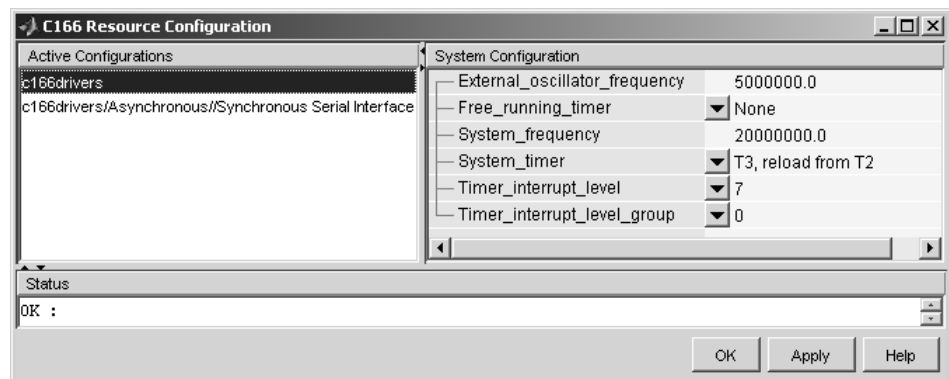 C166 Resource Configuration
Active Configurations
c166drivers
c166drivers/Asynchronous//Synchronous Serial Interface
System Configuration
External_oscillator_frequency 5000000.0
Free_running_timer None
System_frequency 20000000.0
System_timer T3, reload from T2
Timer_interrupt_level 7
Timer_interrupt_level_group 0
Status
OK :
OK Apply Help